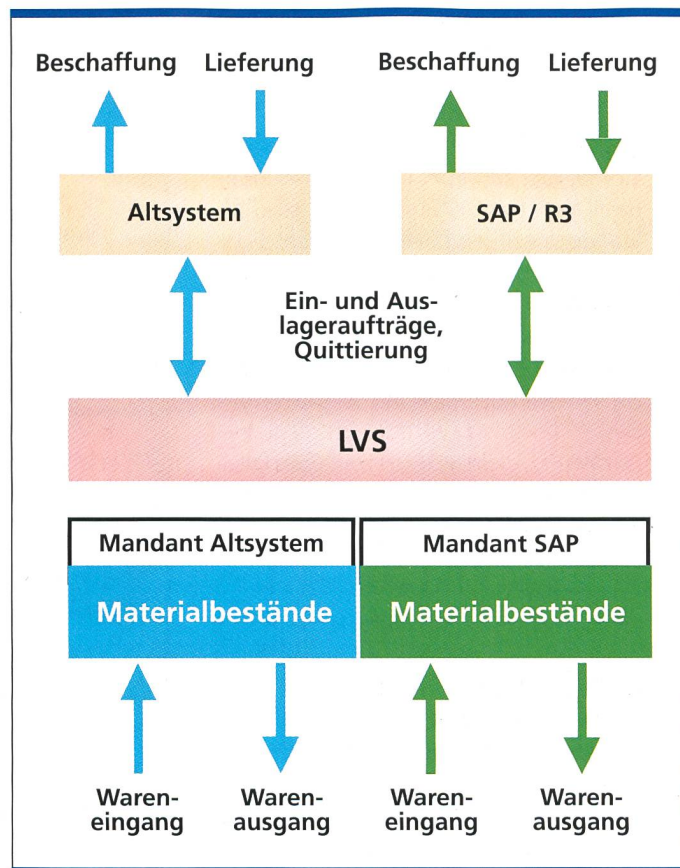 Beschaffung Lieferung Beschaffung Lieferung
Altsystem SAP / R3
Ein- und Aus-
lageraufträge,
Quittierung
LVS
Mandant Altsystem Mandant SAP
Materialbestände Materialbestände
Waren-
eingang
Waren-
ausgang
Waren-
eingang
Waren-
ausgang